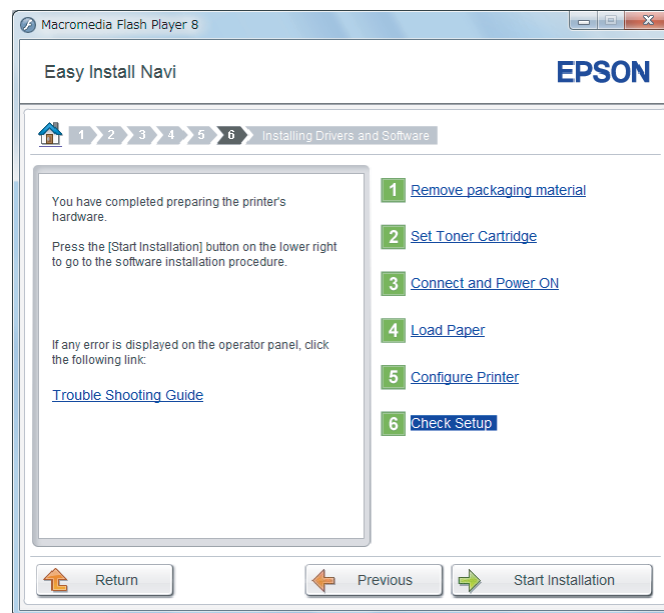 Macromedia Flash Player 8
Easy Install Navi
EPSON
1 2 3 4 5 6 Installing Drivers and Software
You have completed preparing the printer's
hardware.
Press the [Start Installation] button on the lower right
to go to the software installation procedure.
If any error is displayed on the operator panel, click
the following link:
Trouble Shooting Guide
1 Remove packaging material
2 Set Toner Cartridge
3 Connect and Power ON
4 Load Paper
5 Configure Printer
6 Check Setup
Return
Previous
Start Installation